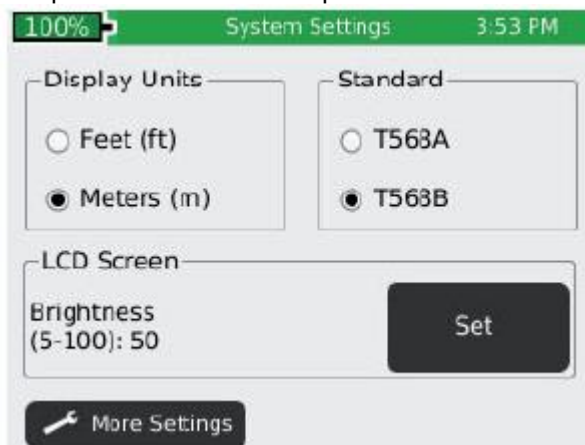 100% System Settings 3:53 PM
Display Units
Standard
Feet (ft)
T568A
Meters (m)
T568B
LCD Screen
Brightness
(5-100): 50
Set
More Settings